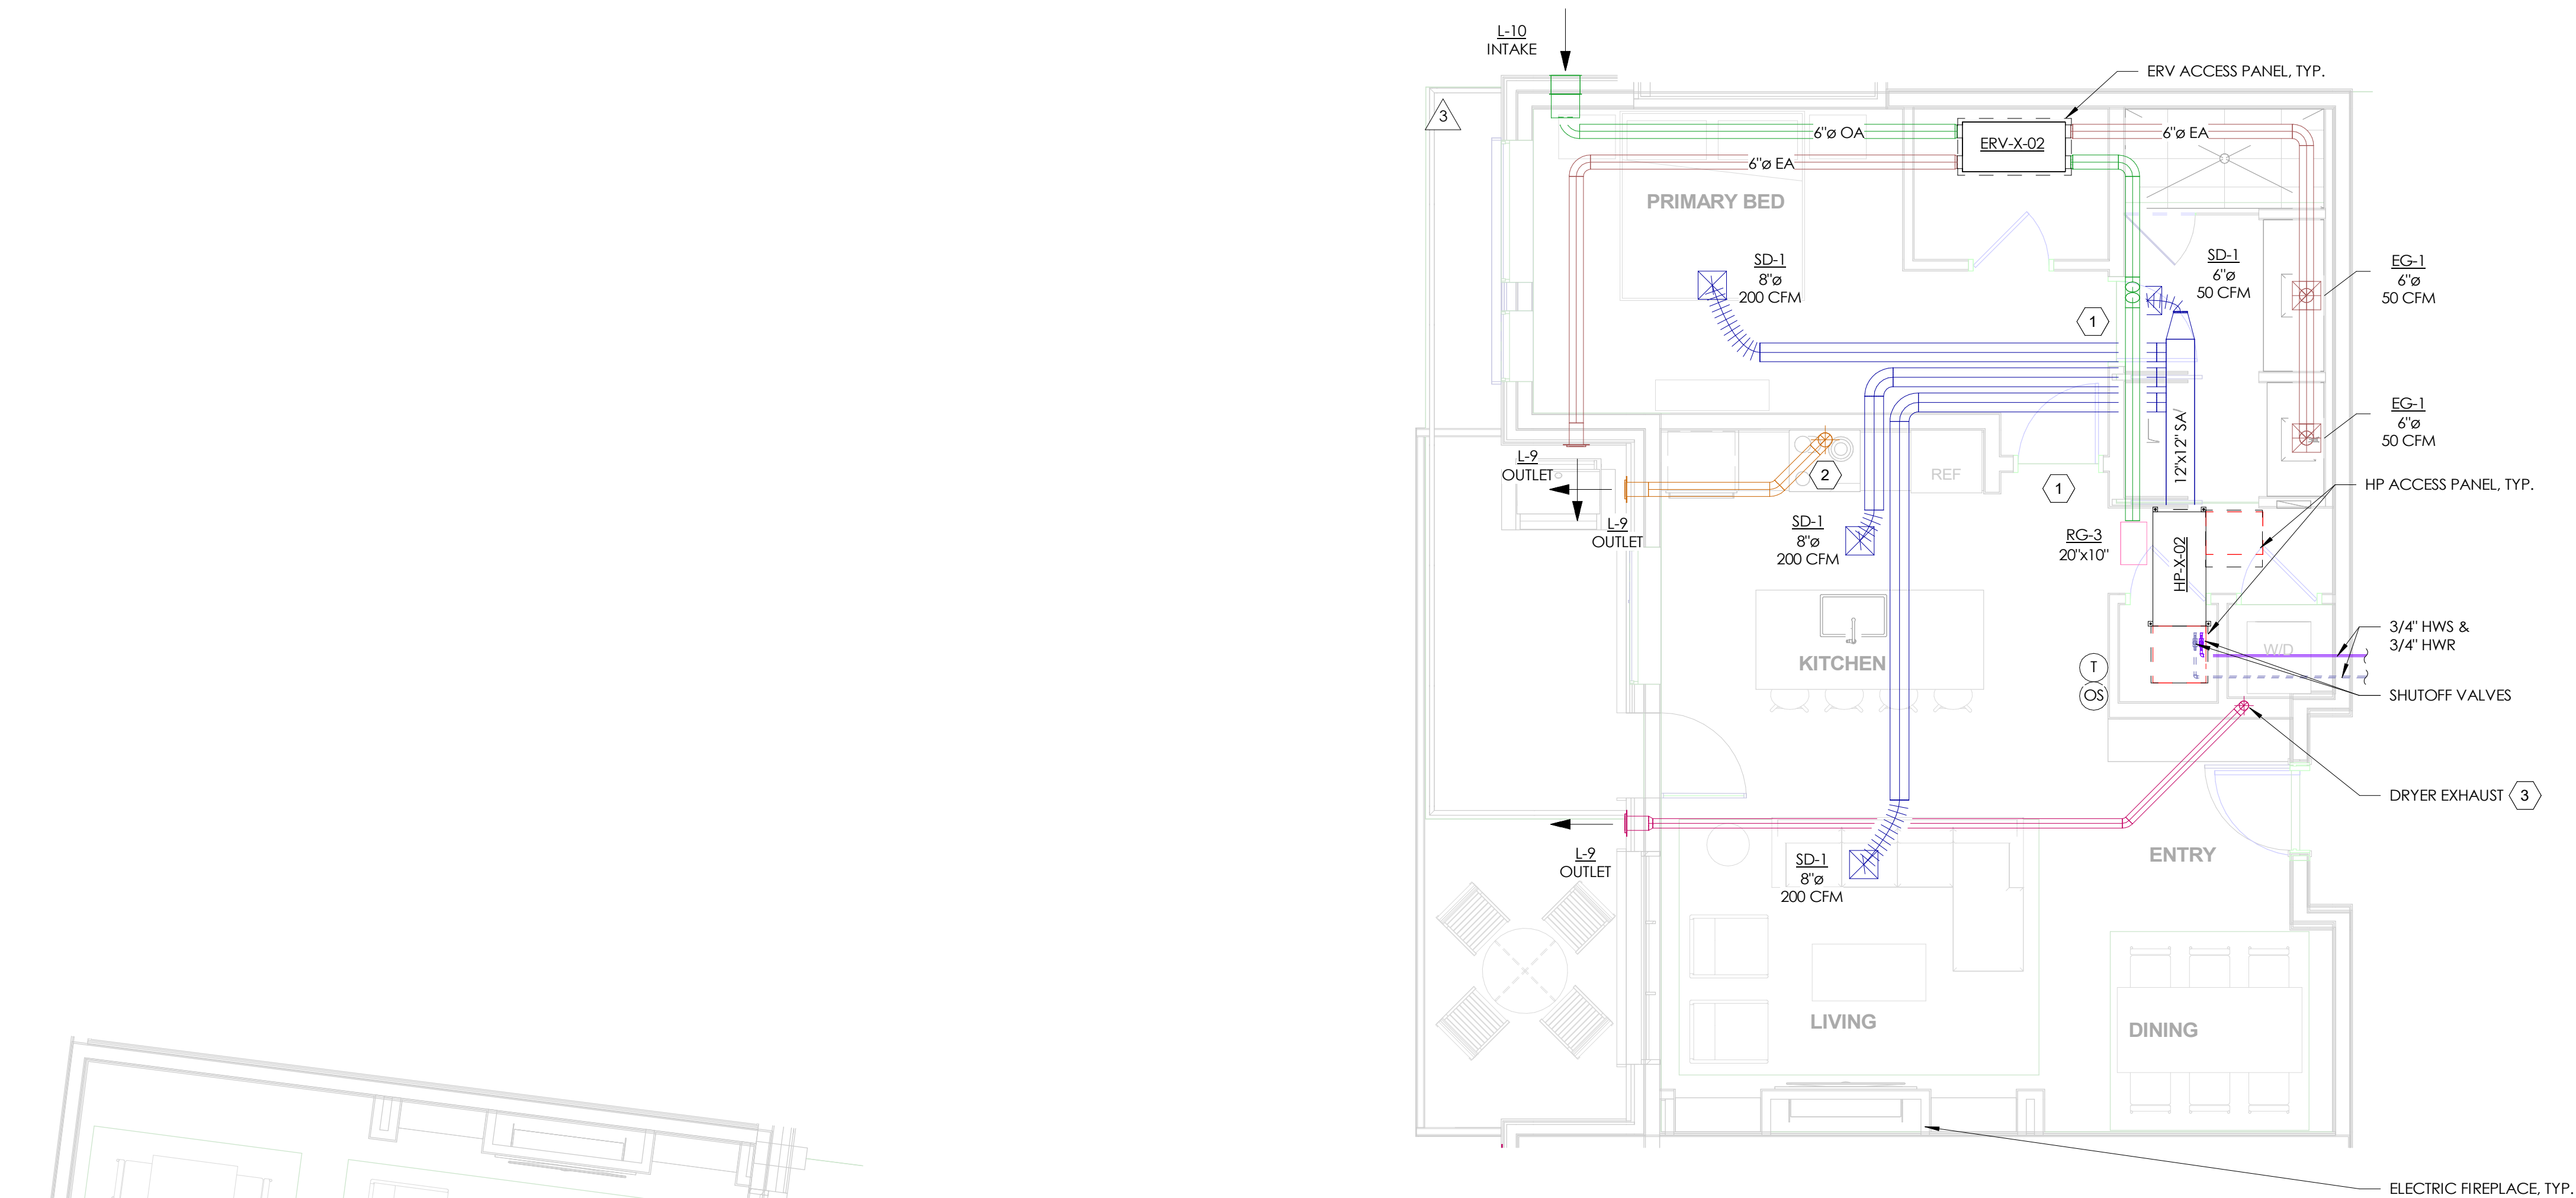 L-10
INTAKE
ERV ACCESS PANEL, TYP.
3
6"ø OA
ERV-X-02
6"ø EA
6"ø EA
PRIMARY BED
SD-1
8"ø
200 CFM
SD-1
6"ø
50 CFM
EG-1
6"ø
50 CFM
1
EG-1
6"ø
50 CFM
12"x12" SA
L-9
OUTLET
2
REF
1
HP ACCESS PANEL, TYP.
L-9
OUTLET
SD-1
8"ø
200 CFM
RG-3
20"x10"
HP-X-02
KITCHEN
W/D
3/4" HWS &
3/4" HWR
T
OS
SHUTOFF VALVES
DRYER EXHAUST 3
L-9
OUTLET
SD-1
8"ø
200 CFM
ENTRY
LIVING
DINING
ELECTRIC FIREPLACE, TYP.